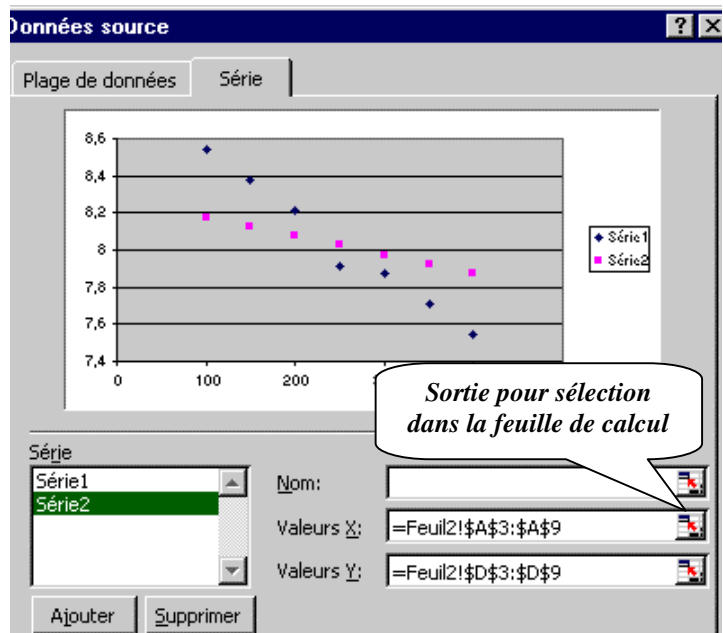 Données source
? ×
Plage de données Série
8,6
8,4
8,2
8
7,8
7,6
7,4
0 100 200
Série1
Série2
Sortie pour sélection
dans la feuille de calcul
Série
Série1
Série2
Nom:
Valeurs X: =Feuil2!$A$3:$A$9
Valeurs Y: =Feuil2!$D$3:$D$9
Ajouter Supprimer